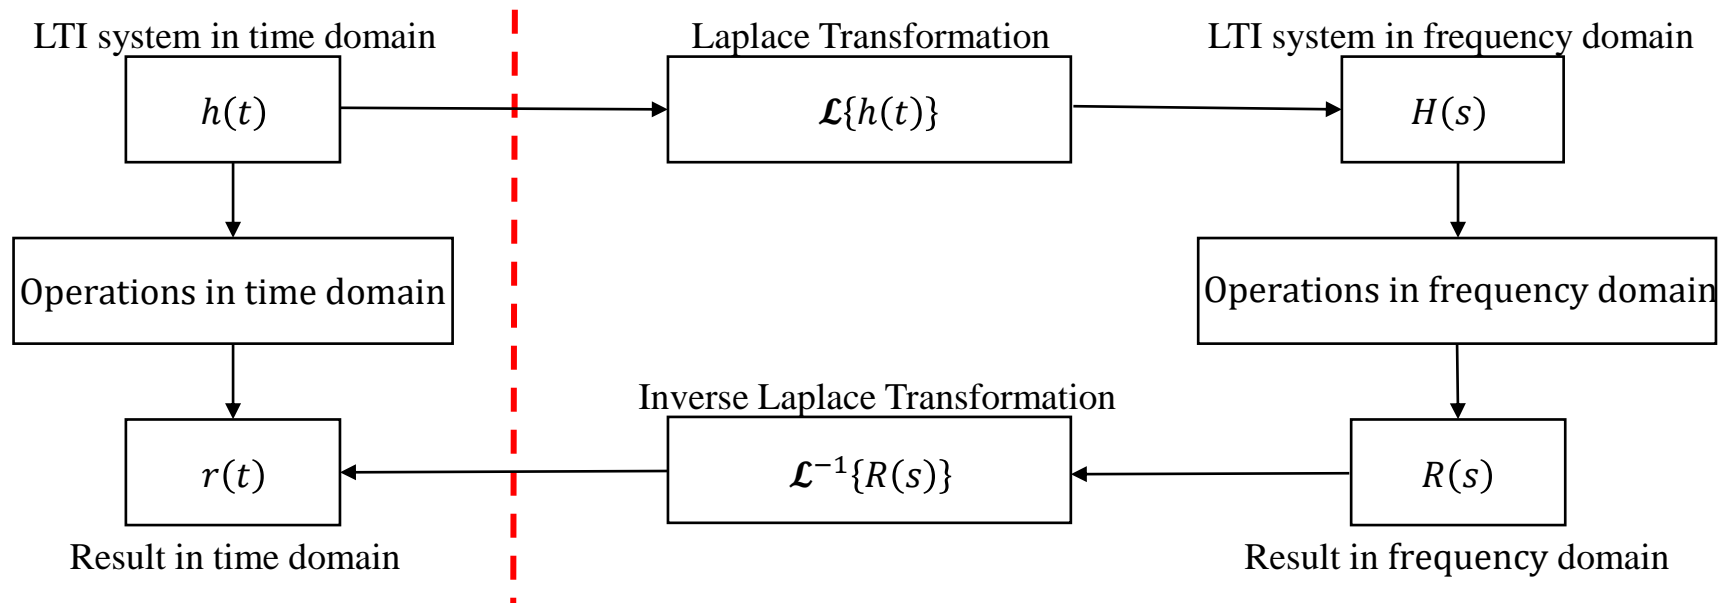 LTI system in time domain
Laplace Transformation
LTI system in frequency domain
h(t)
𝓛{h(t)}
H(s)
Operations in time domain
Operations in frequency domain
Inverse Laplace Transformation
r(t)
𝓛⁻¹{R(s)}
R(s)
Result in time domain
Result in frequency domain